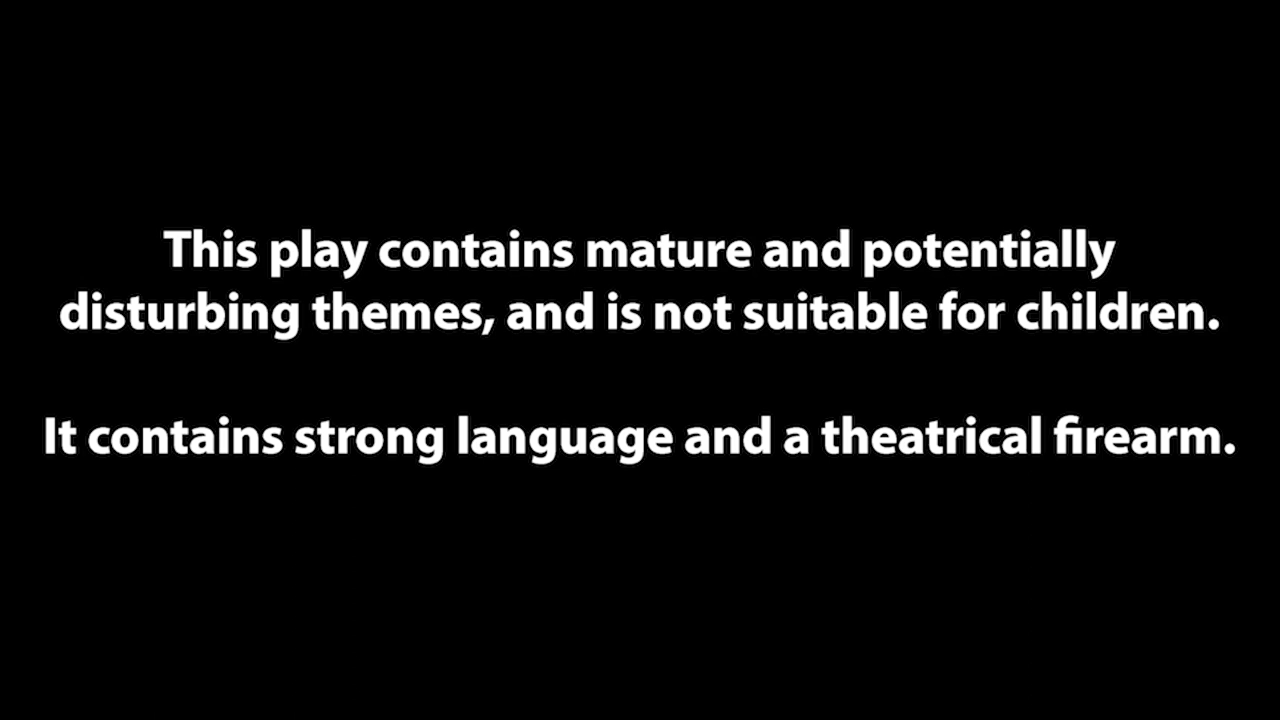 This play contains mature and potentially
disturbing themes, and is not suitable for children.
It contains strong language and a theatrical firearm.